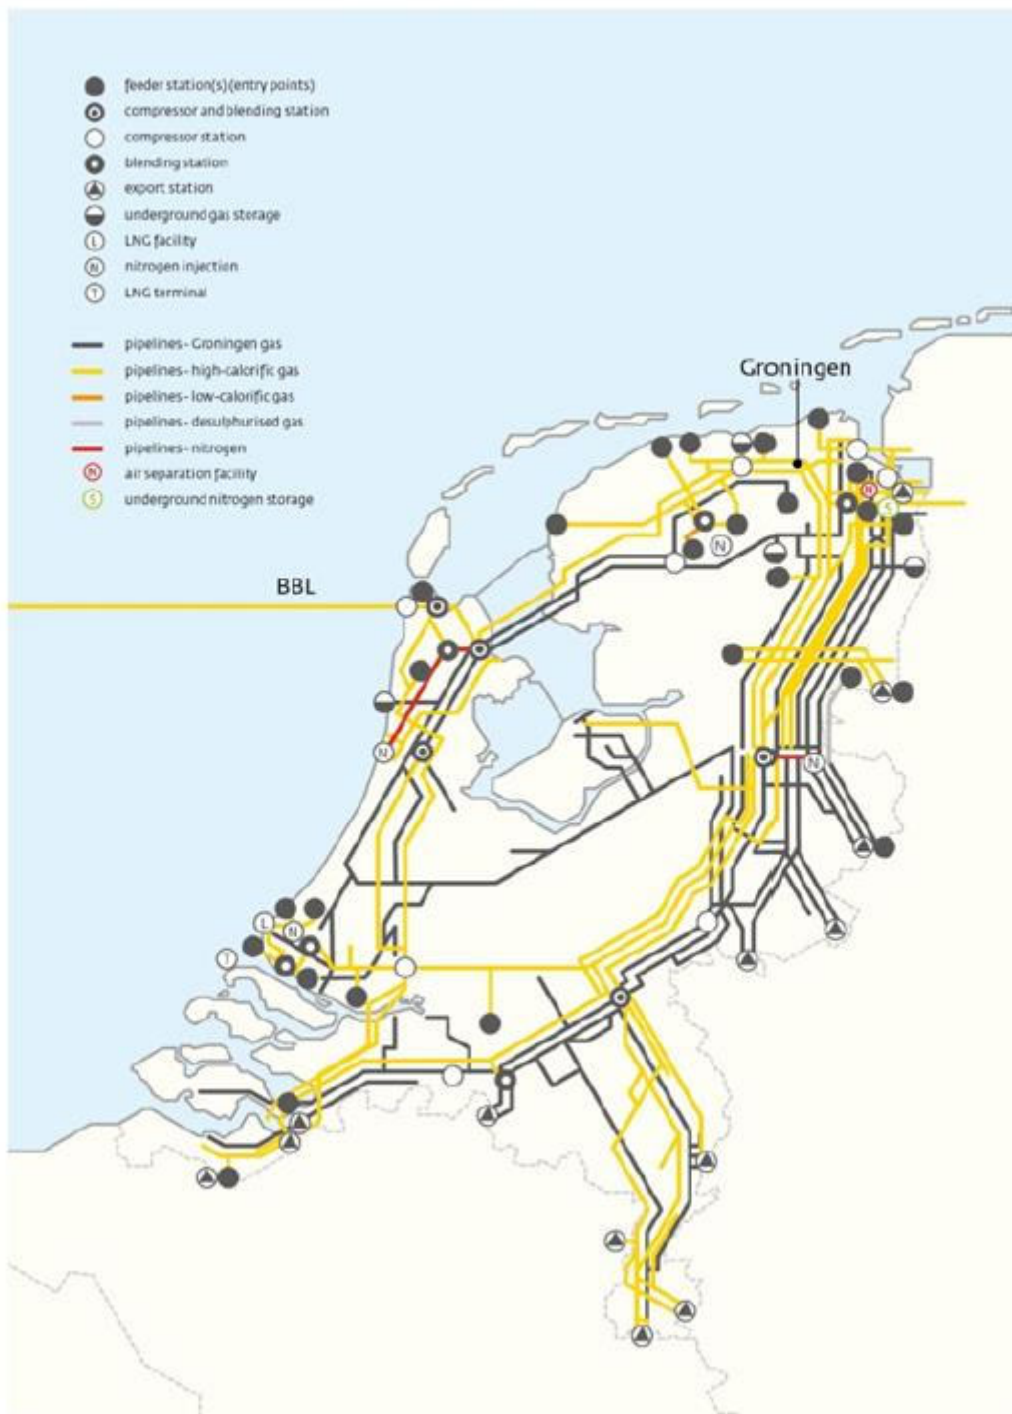 feeder station(s)(entry points)
compressor and blending station
compressor station
blending station
export station
underground gas storage
L LNG facility
N nitrogen injection
T LNG terminal
pipelines- Groningen gas
pipelines- high-calorific gas
pipelines- low-calorific gas
pipelines- desulphurised gas
pipelines- nitrogen
N air separation facility
S underground nitrogen storage
Groningen
N
S
N
BBL
N
N
L
N
T